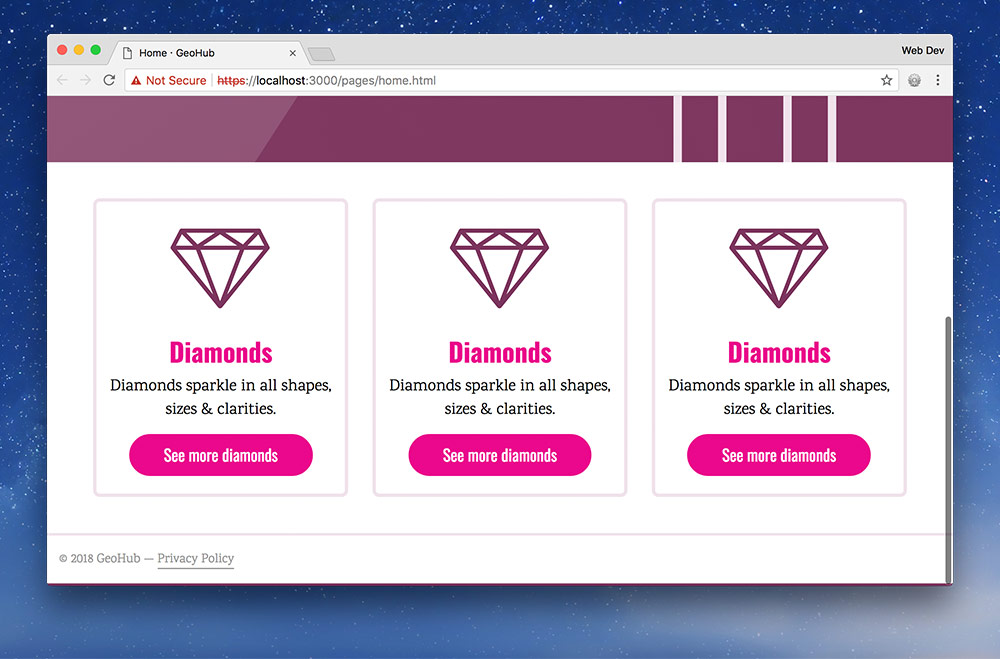 Home · GeoHub
Web Dev
Not Secure https://localhost:3000/pages/home.html
Diamonds
Diamonds sparkle in all shapes,
sizes & clarities.
See more diamonds
Diamonds
Diamonds sparkle in all shapes,
sizes & clarities.
See more diamonds
Diamonds
Diamonds sparkle in all shapes,
sizes & clarities.
See more diamonds
© 2018 GeoHub — Privacy Policy